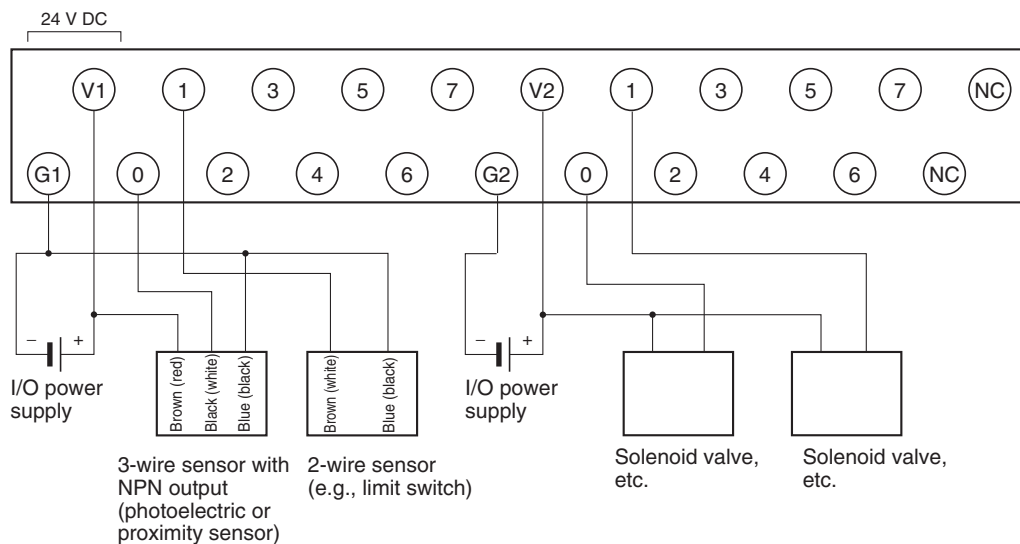 24 V DC
V1 1 3 5 7 V2 1 3 5 7 NC
G1 0 2 4 6 G2 0 2 4 6 NC
− +
I/O power
supply
Brown (red)
Black (white)
Blue (black)
3-wire sensor with
NPN output
(photoelectric or
proximity sensor)
Brown (white)
Blue (black)
2-wire sensor
(e.g., limit switch)
− +
I/O power
supply
Solenoid valve,
etc.
Solenoid valve,
etc.